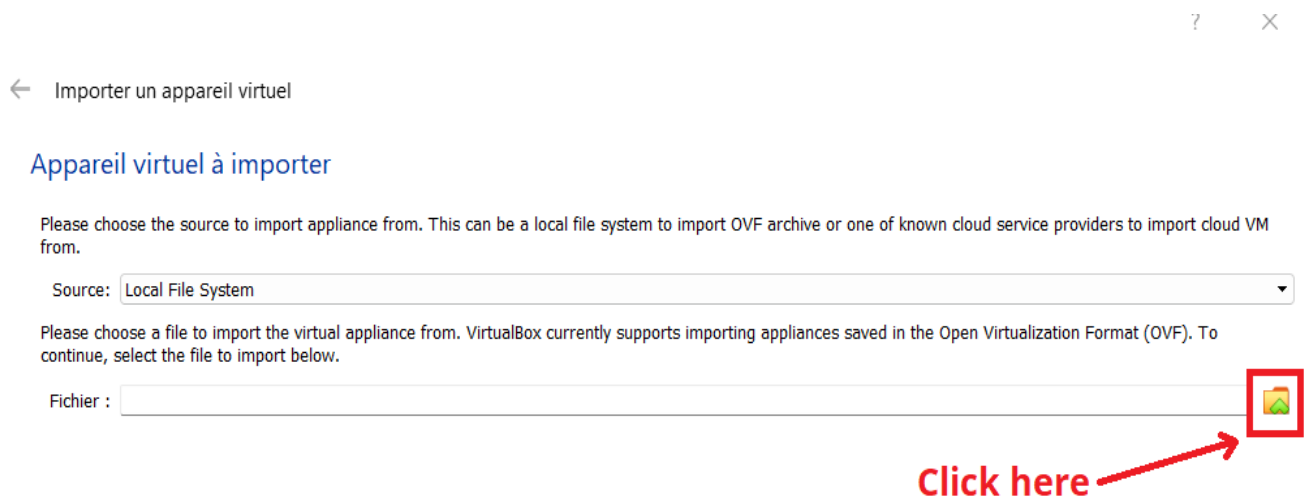 ?
Importer un appareil virtuel
Appareil virtuel à importer
Please choose the source to import appliance from. This can be a local file system to import OVF archive or one of known cloud service providers to import cloud VM
from.
Source: Local File System
Please choose a file to import the virtual appliance from. VirtualBox currently supports importing appliances saved in the Open Virtualization Format (OVF). To
continue, select the file to import below.
Fichier :
Click here